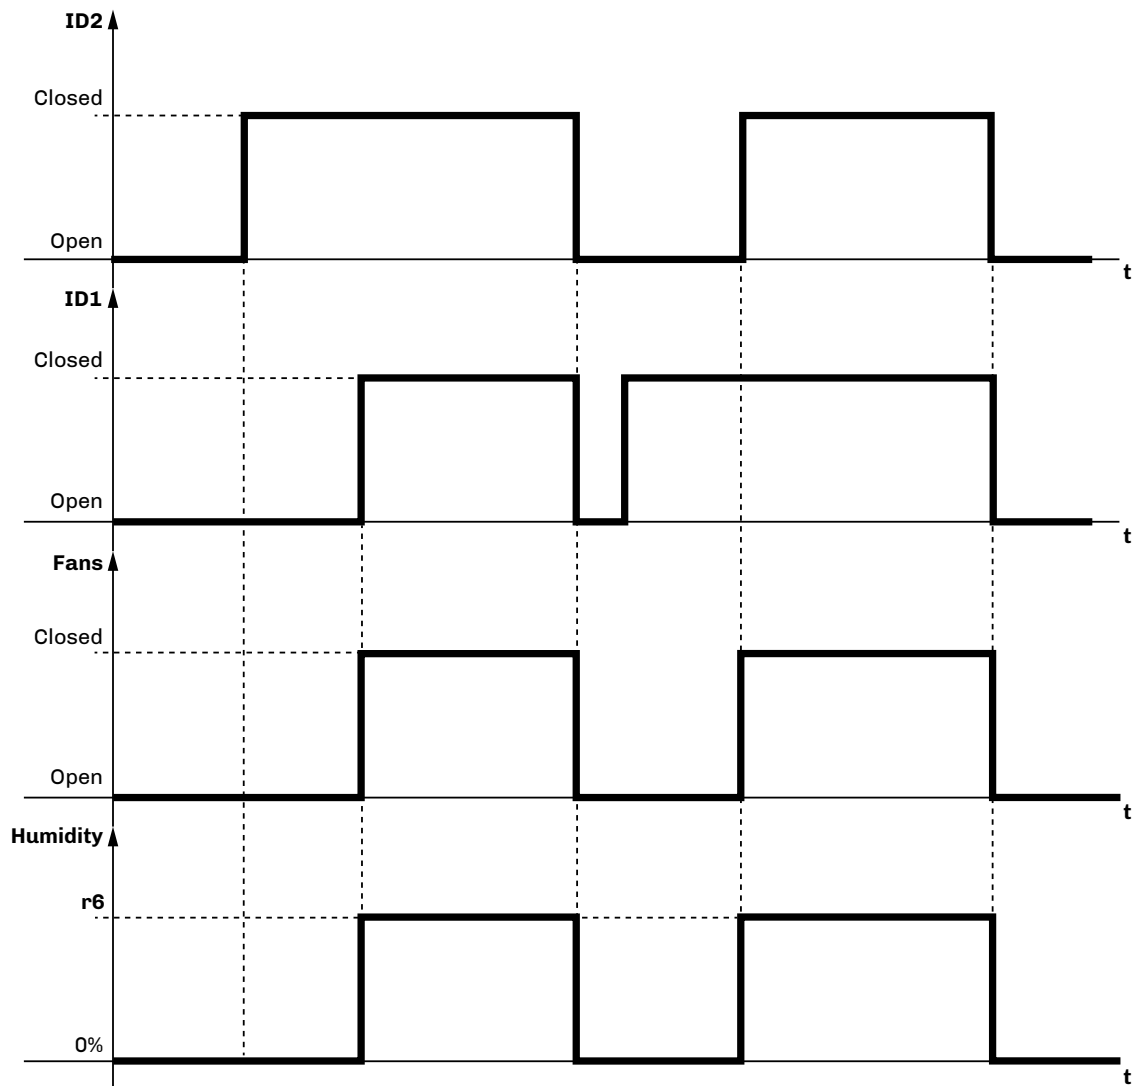 ID2
Closed
Open
t
ID1
Closed
Open
t
Fans
Closed
Open
t
Humidity
r6
0%
t